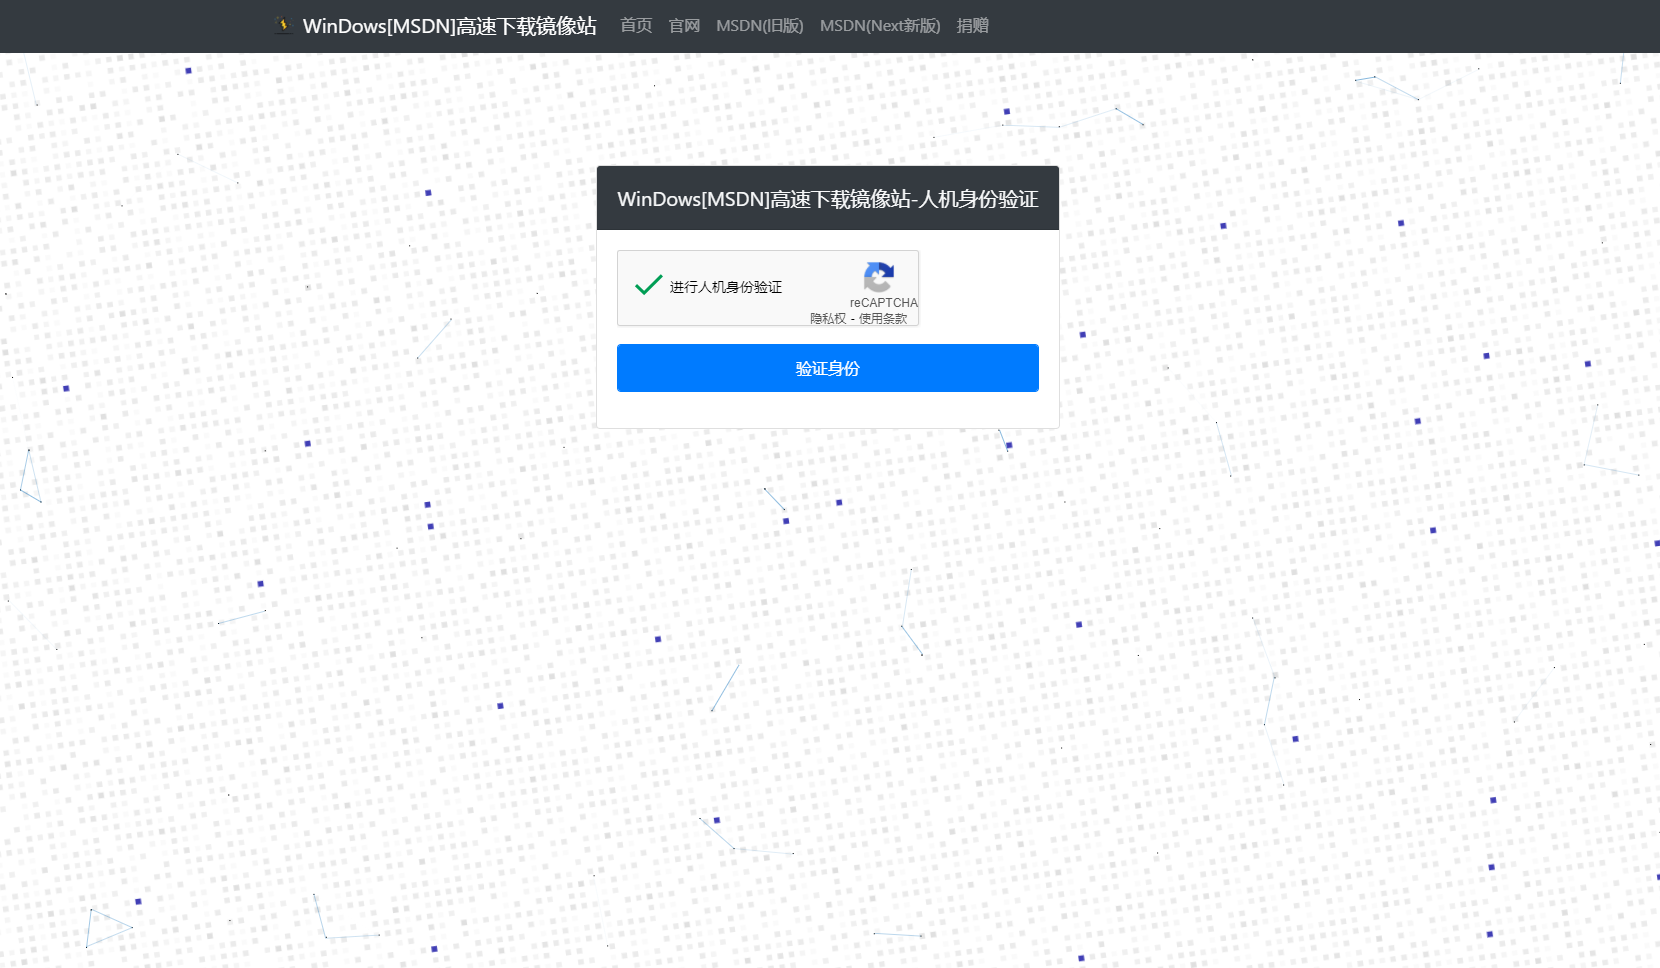 WinDows[MSDN]高速下载镜像站 首页 官网 MSDN(旧版) MSDN(Next新版) 捐赠
WinDows[MSDN]高速下载镜像站-人机身份验证
进行人机身份验证
reCAPTCHA
隐私权 - 使用条款
验证身份